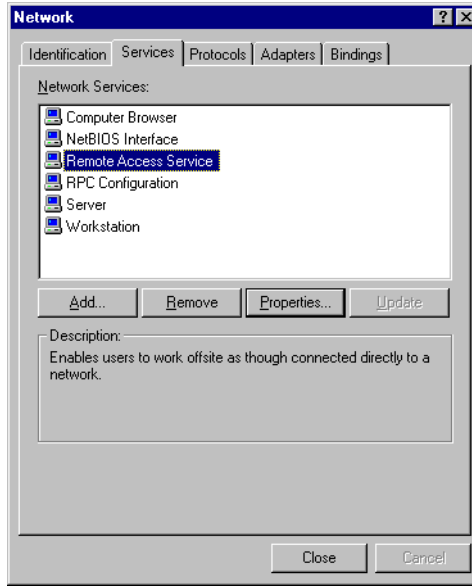 Network
Identification Services Protocols Adapters Bindings
Network Services:
Computer Browser
NetBIOS Interface
Remote Access Service
RPC Configuration
Server
Workstation
Add... Remove Properties... Update
Description:
Enables users to work offsite as though connected directly to a
network.
Close Cancel